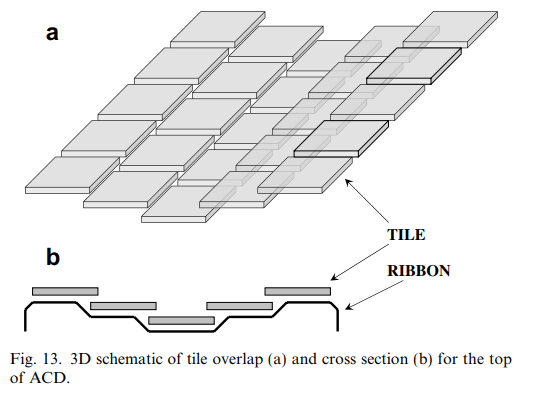 a
TILE
b
RIBBON
Fig. 13. 3D schematic of tile overlap (a) and cross section (b) for the top
of ACD.